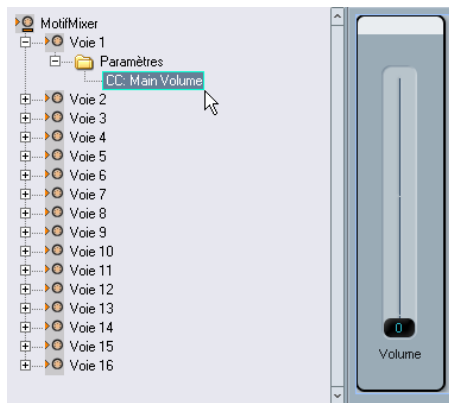 MotifMixer
Voie 1
Paramètres
CC: Main Volume
Voie 2
Voie 3
Voie 4
Voie 5
Voie 6
Voie 7
Voie 8
Voie 9
Voie 10
Voie 11
Voie 12
Voie 13
Voie 14
Voie 15
Voie 16
0
Volume